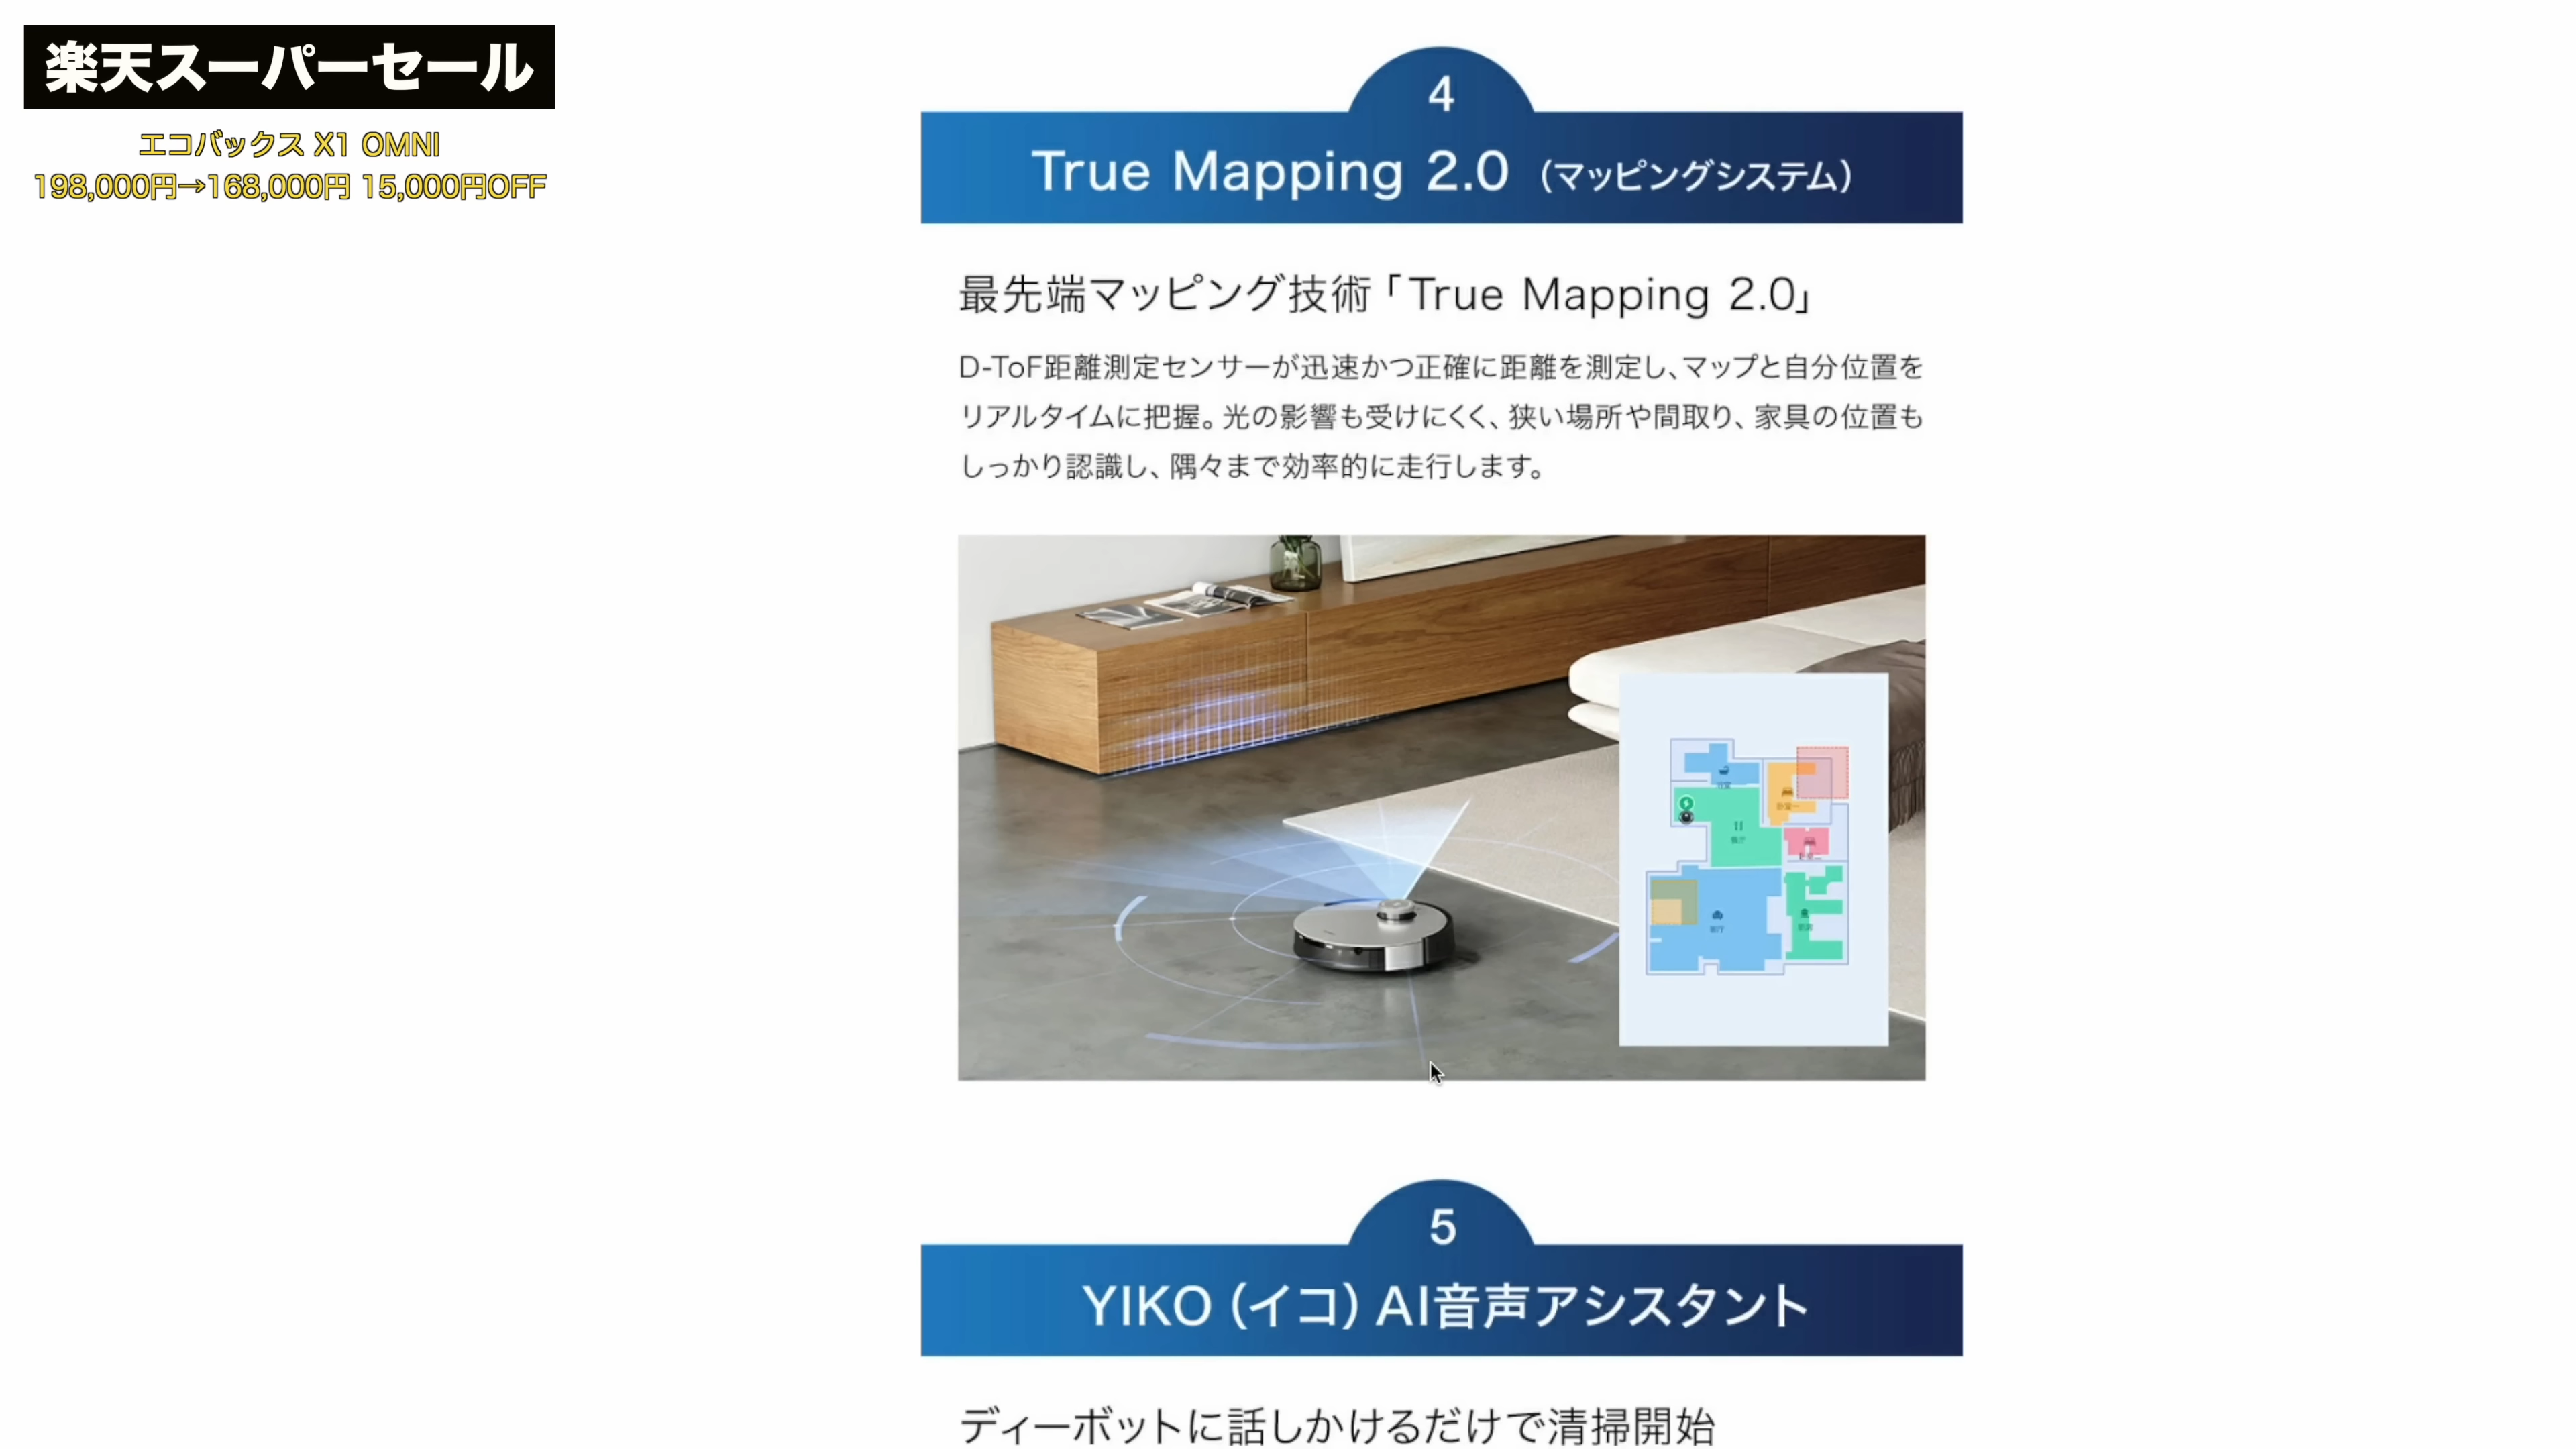 楽天スーパーセール
エコバックス X1 OMNI
198,000円→168,000円 15,000円OFF
4
True Mapping 2.0 (マッピングシステム)
最先端マッピング技術「True Mapping 2.0」
D-ToF距離測定センサーが迅速かつ正確に距離を測定し、マップと自分位置を
リアルタイムに把握。光の影響も受けにくく、狭い場所や間取り、家具の位置も
しっかり認識し、隅々まで効率的に走行します。
5
YIKO(イコ)AI音声アシスタント
ディーボットに話しかけるだけで清掃開始